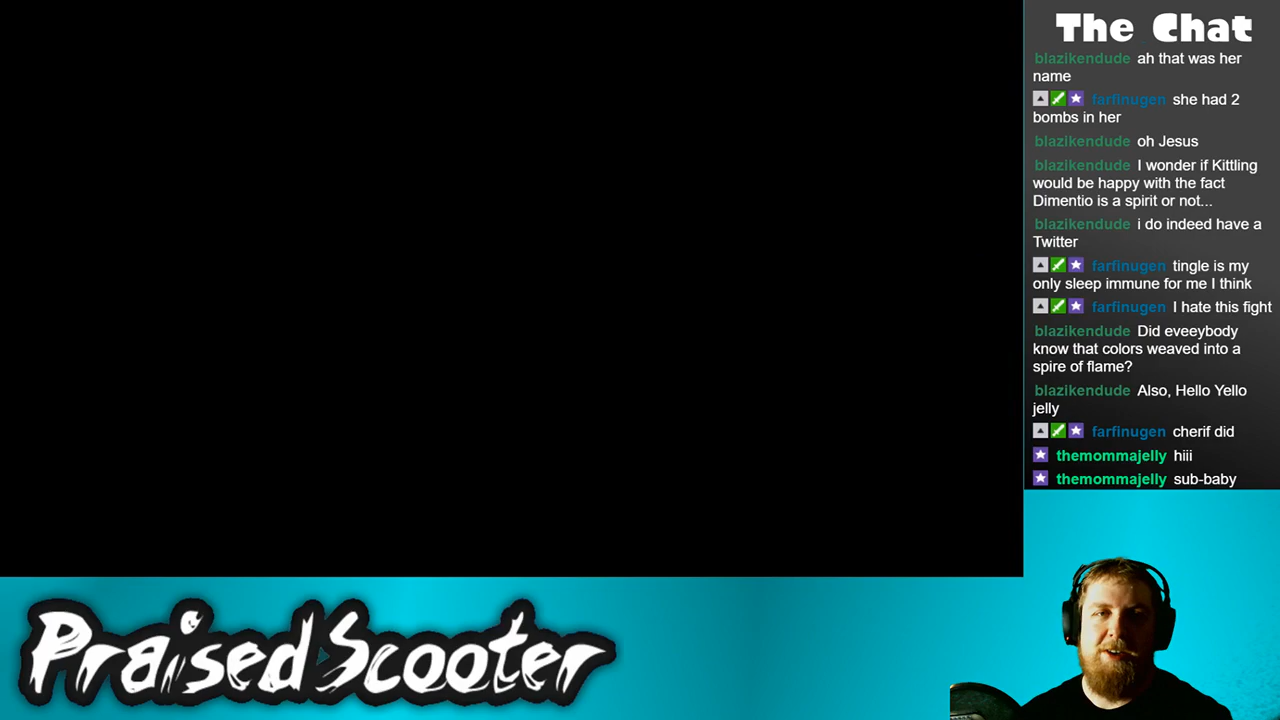 The Chat
blazikendude ah that was her
name
farfinugen she had 2
bombs in her
blazikendude oh Jesus
blazikendude I wonder if Kittling
would be happy with the fact
Dimentio is a spirit or not...
blazikendude i do indeed have a
Twitter
farfinugen tingle is my
only sleep immune for me I think
farfinugen I hate this fight
blazikendude Did eveeybody
know that colors weaved into a
spire of flame?
blazikendude Also, Hello Yello
jelly
farfinugen cherif did
themommajelly hiii
themommajelly sub-baby
PraisedScooter